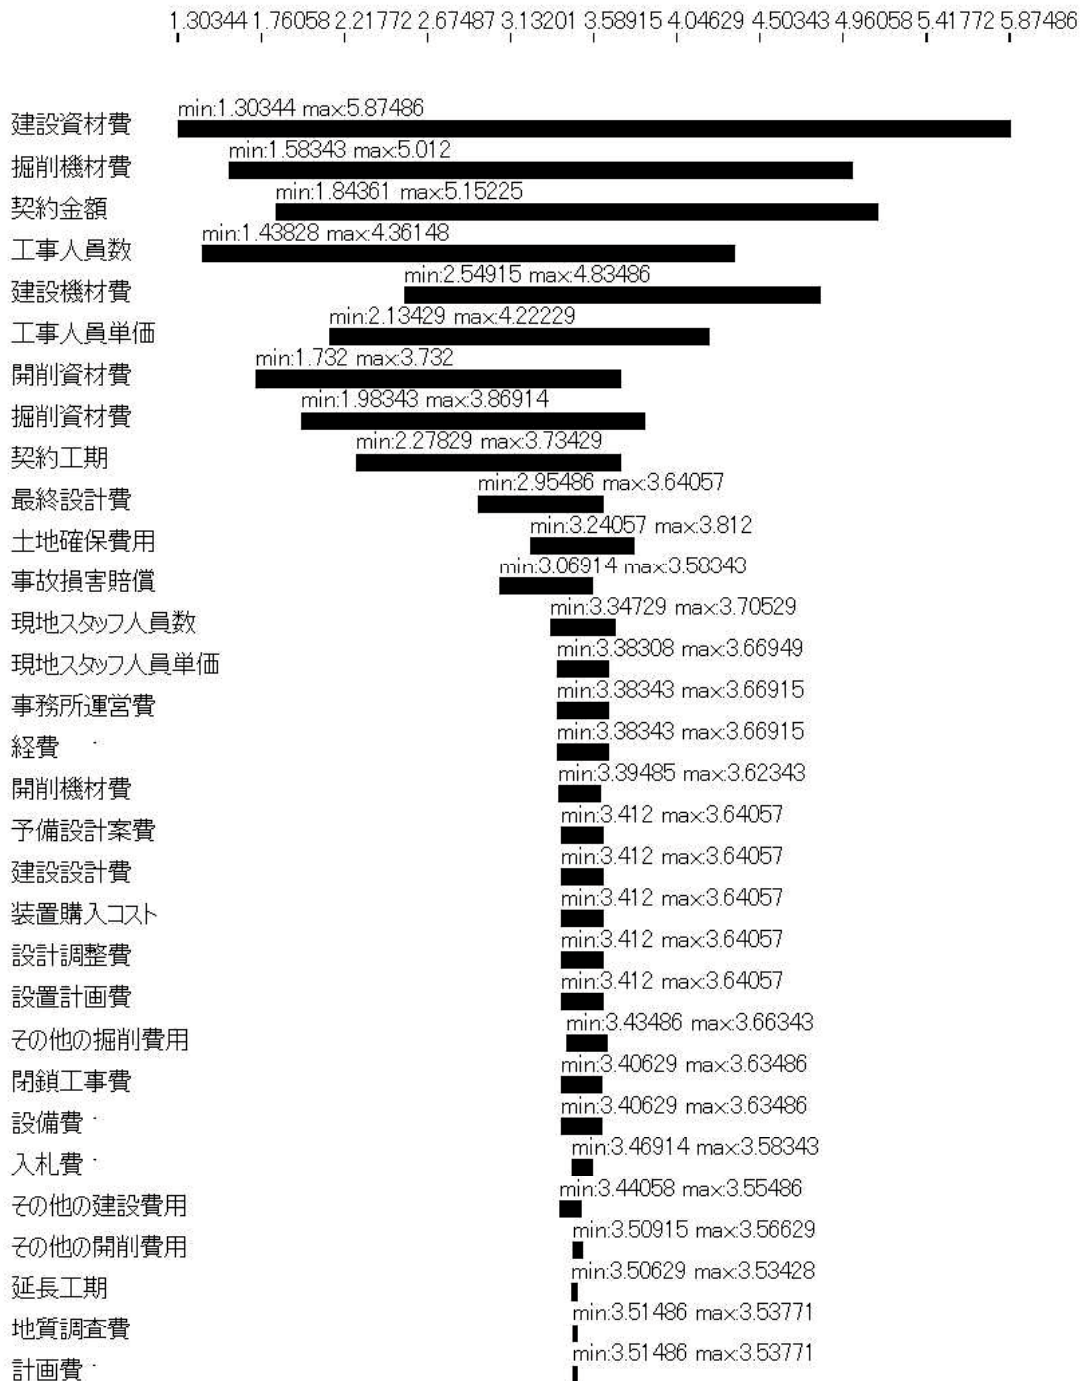 1.30344 1.76058 2.21772 2.67487 3.13201 3.58915 4.04629 4.50343 4.96058 5.41772 5.87486
min:1.30344 max:5.87486
建設資材費
min:1.58343 max:5.012
掘削機材費
min:1.84361 max:5.15225
契約金額
min:1.43828 max:4.36148
工事人員数
min:2.54915 max:4.83486
建設機材費
min:2.13429 max:4.22229
工事人員単価
min:1.732 max:3.732
開削資材費
min:1.98343 max:3.86914
掘削資材費
min:2.27829 max:3.73429
契約工期
min:2.95486 max:3.64057
最終設計費
min:3.24057 max:3.812
土地確保費用
min:3.06914 max:3.58343
事故損害賠償
min:3.34729 max:3.70529
現地スタッフ人員数
min:3.38308 max:3.66949
現地スタッフ人員単価
min:3.38343 max:3.66915
事務所運営費
min:3.38343 max:3.66915
経費
min:3.39485 max:3.62343
開削機材費
min:3.412 max:3.64057
予備設計案費
min:3.412 max:3.64057
建設設計費
min:3.412 max:3.64057
装置購入コスト
min:3.412 max:3.64057
設計調整費
min:3.412 max:3.64057
設置計画費
min:3.43486 max:3.66343
その他の掘削費用
min:3.40629 max:3.63486
閉鎖工事費
min:3.40629 max:3.63486
設備費
min:3.46914 max:3.58343
入札費
min:3.44058 max:3.55486
その他の建設費用
min:3.50915 max:3.56629
その他の開削費用
min:3.50629 max:3.53428
延長工期
min:3.51486 max:3.53771
地質調査費
min:3.51486 max:3.53771
計画費